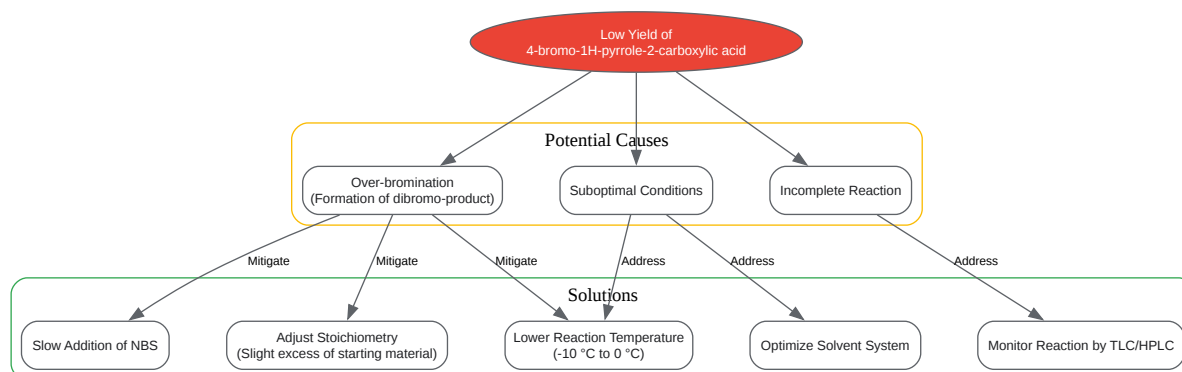 Low Yield of
4-bromo-1H-pyrrole-2-carboxylic acid
Potential Causes
Over-bromination
(Formation of dibromo-product)
Suboptimal Conditions
Incomplete Reaction
Mitigate
Mitigate
Mitigate
Address
Address
Address
Solutions
Slow Addition of NBS
Adjust Stoichiometry
(Slight excess of starting material)
Lower Reaction Temperature
(-10 °C to 0 °C)
Optimize Solvent System
Monitor Reaction by TLC/HPLC